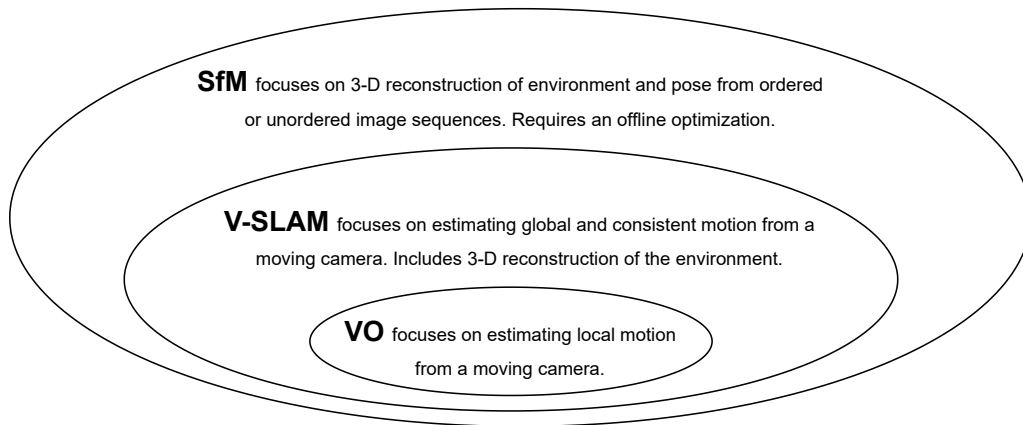 SfM focuses on 3-D reconstruction of environment and pose from ordered
or unordered image sequences. Requires an offline optimization.
V-SLAM focuses on estimating global and consistent motion from a
moving camera. Includes 3-D reconstruction of the environment.
VO focuses on estimating local motion
from a moving camera.